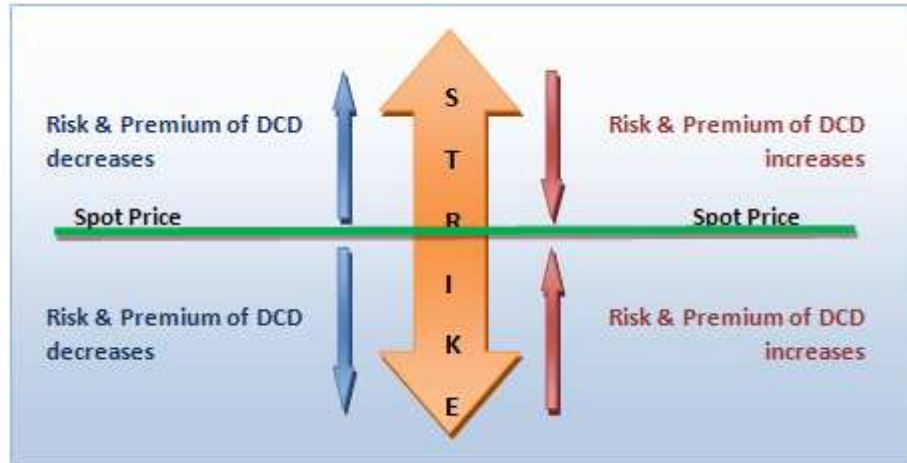 Risk & Premium of DCD
decreases
Spot Price
Risk & Premium of DCD
decreases
S
T
R
I
K
E
Risk & Premium of DCD
increases
Spot Price
Risk & Premium of DCD
increases